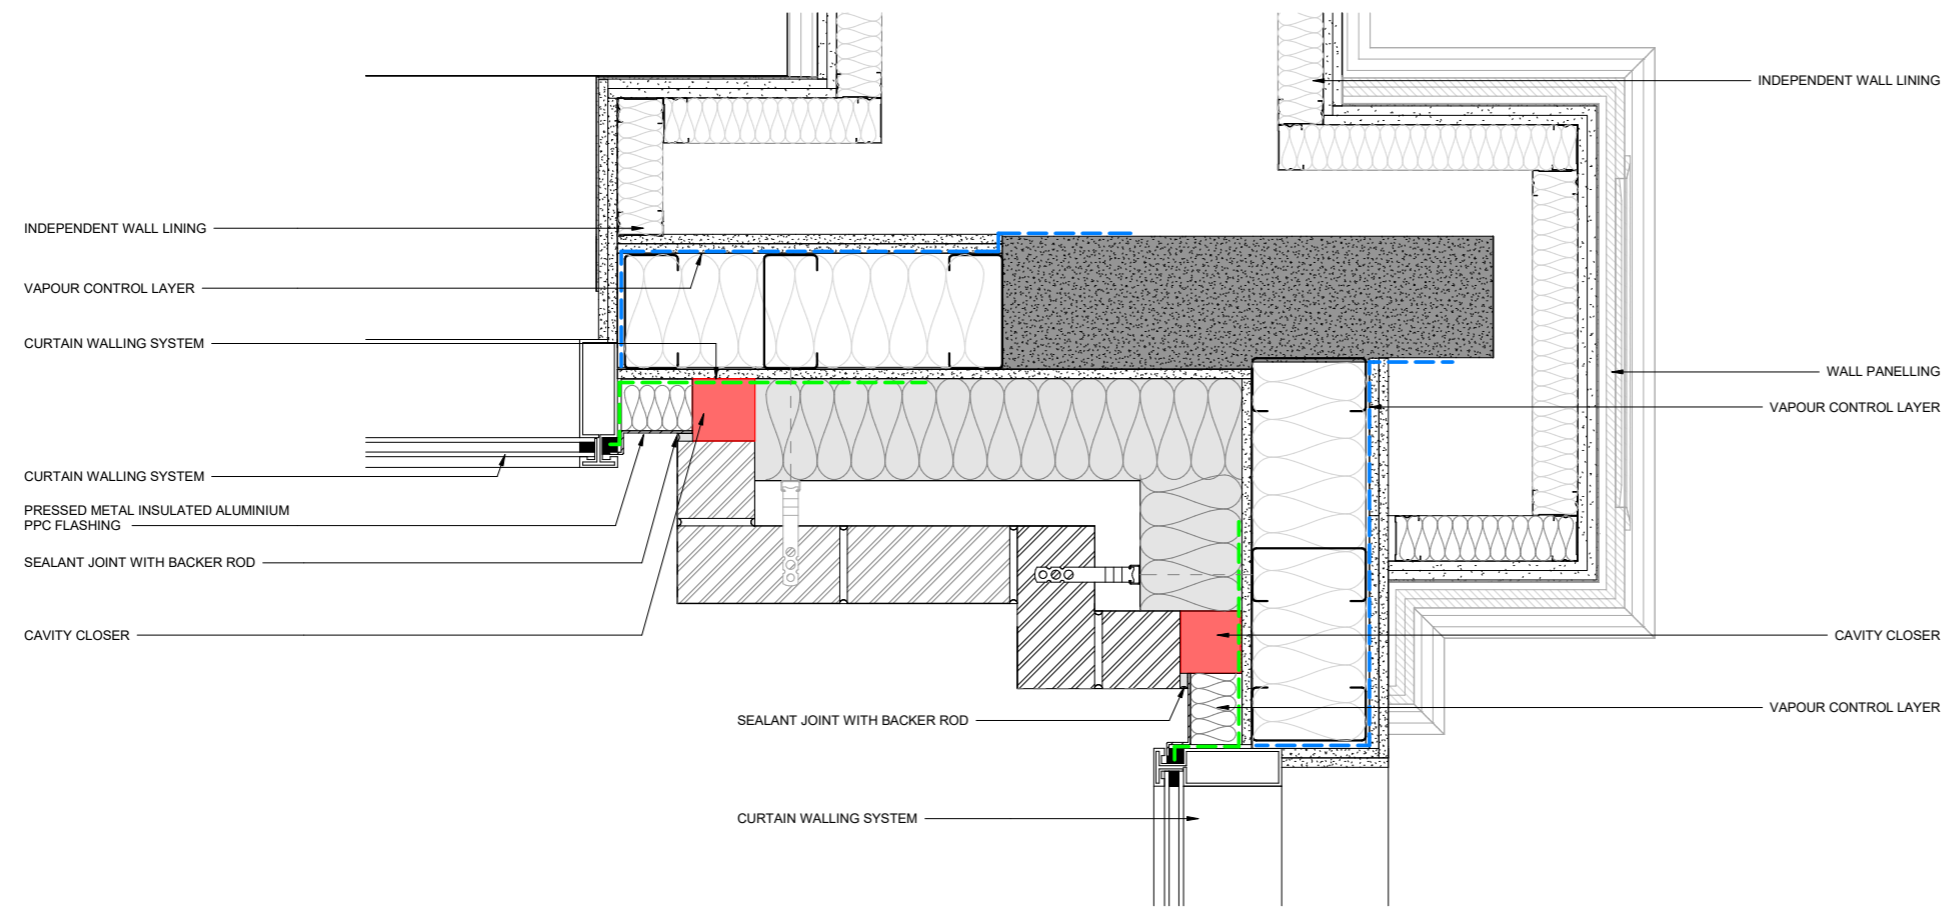 INDEPENDENT WALL LINING
VAPOUR CONTROL LAYER
CURTAIN WALLING SYSTEM
CURTAIN WALLING SYSTEM
PRESSED METAL INSULATED ALUMINIUM
PPC FLASHING
SEALANT JOINT WITH BACKER ROD
CAVITY CLOSER
SEALANT JOINT WITH BACKER ROD
CURTAIN WALLING SYSTEM
INDEPENDENT WALL LINING
WALL PANELLING
VAPOUR CONTROL LAYER
CAVITY CLOSER
VAPOUR CONTROL LAYER